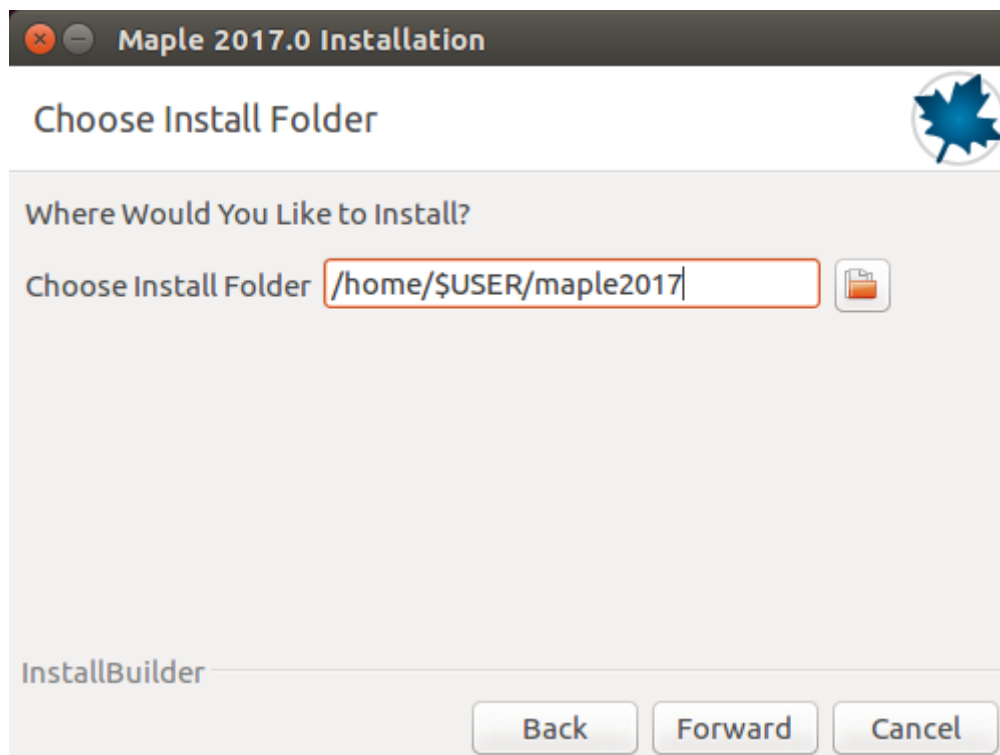 Maple 2017.0 Installation
Choose Install Folder
Where Would You Like to Install?
Choose Install Folder /home/$USER/maple2017
InstallBuilder
Back Forward Cancel